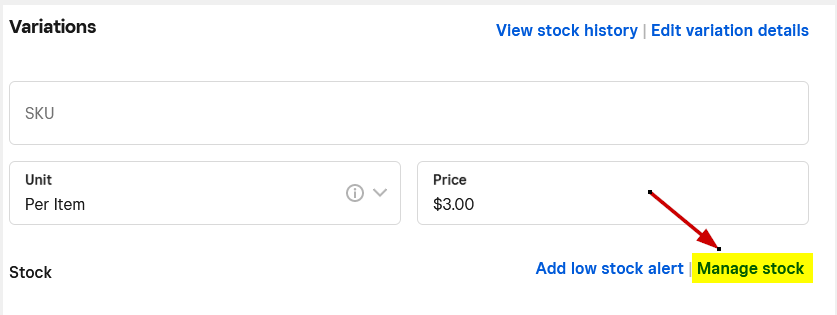 Variations
View stock history | Edit variation details
SKU
Unit
Per Item
Price
$3.00
Stock
Add low stock alert | Manage stock